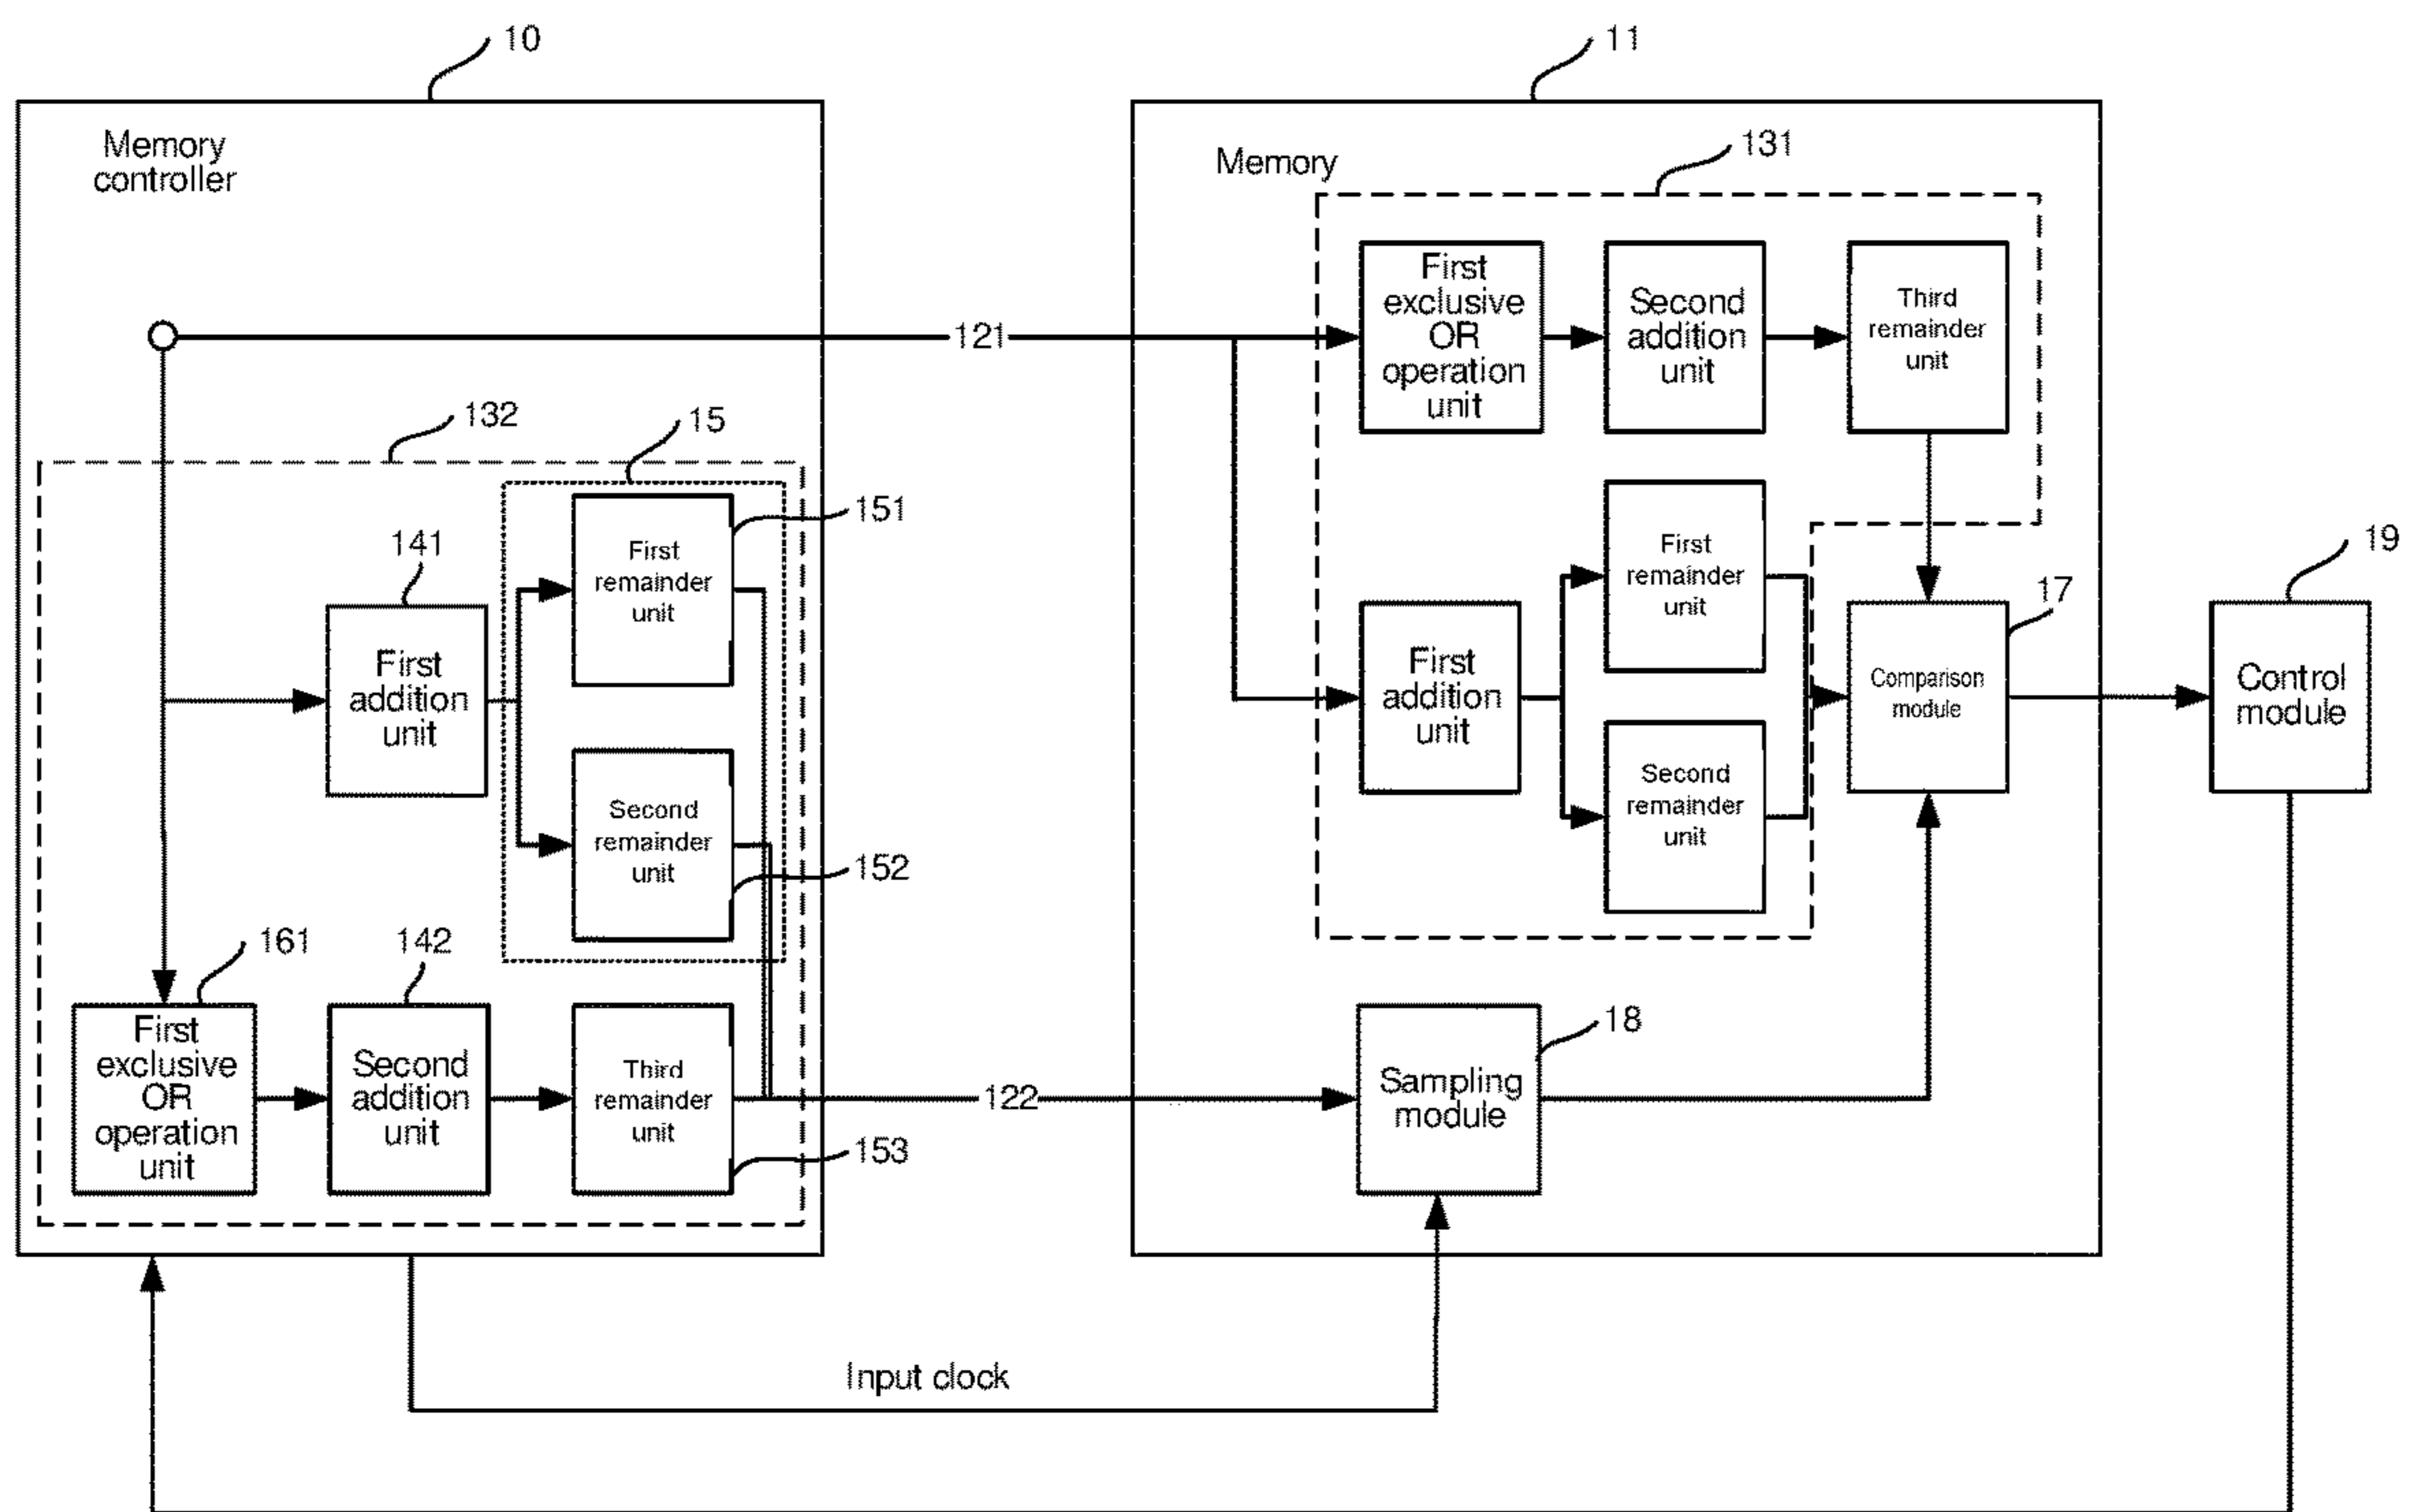 10
11
Memory
controller
Memory
131
First
exclusive
OR
operation
unit
Second
addition
unit
Third
remainder
unit
121
132
15
151
First
remainder
unit
141
First
addition
unit
Second
remainder
unit
152
First
remainder
unit
First
addition
unit
Second
remainder
unit
17
Comparison
module
19
Control
module
161
142
First
exclusive
OR
operation
unit
Second
addition
unit
Third
remainder
unit
153
122
18
Sampling
module
Input clock